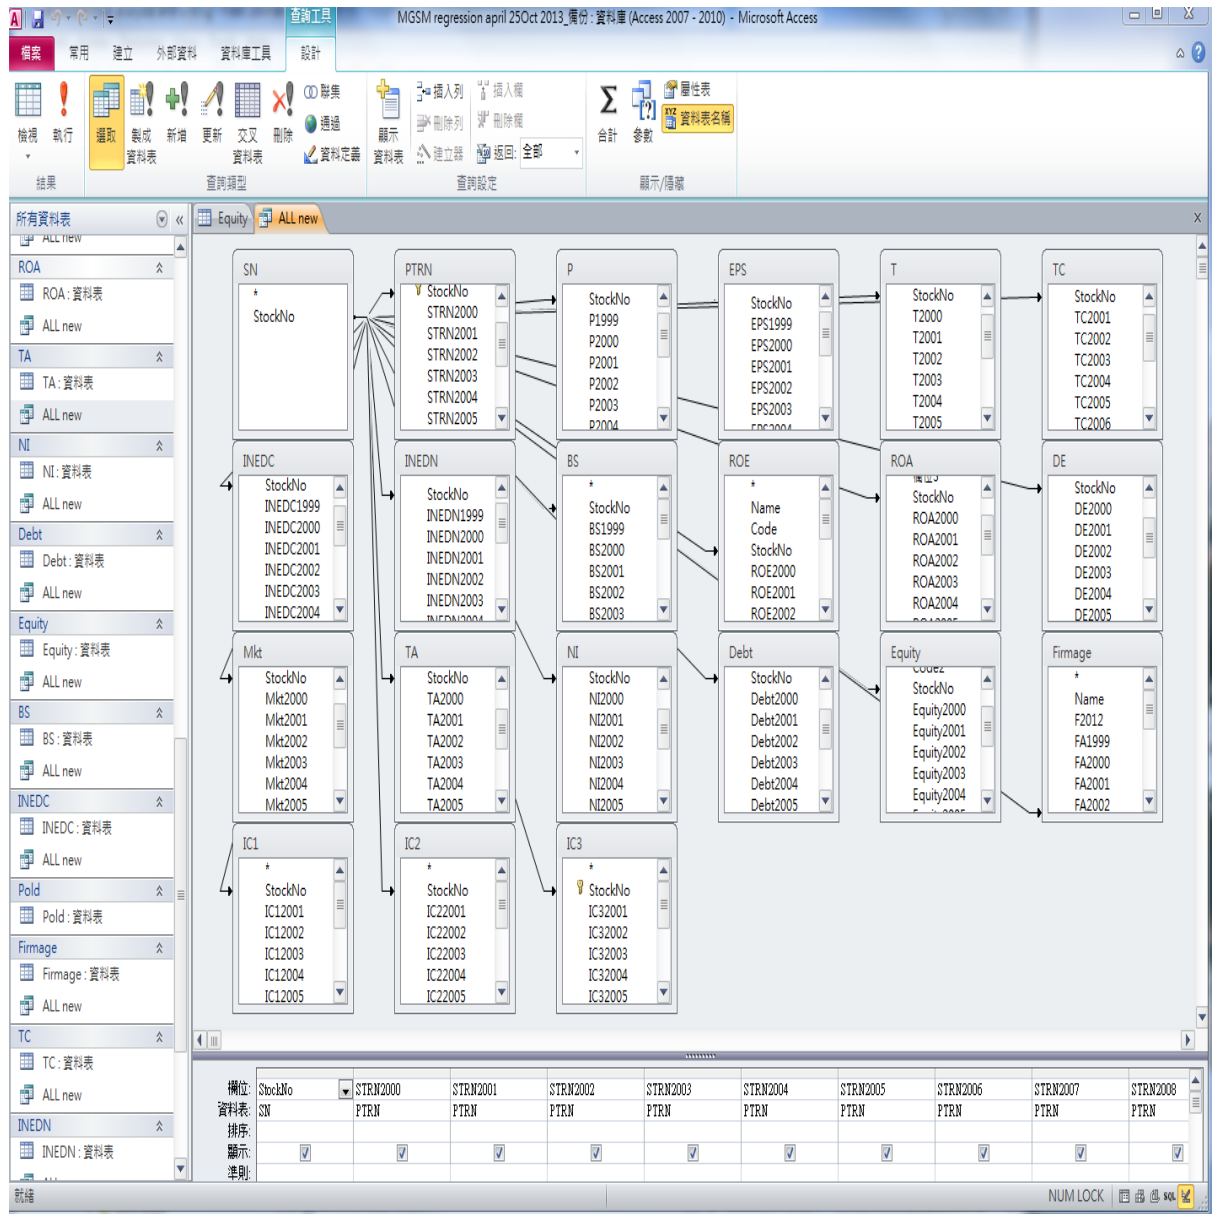 MGSM regression april 25Oct 2013_備份 : 資料庫 (Access 2007 - 2010) - Microsoft Access
查詢工具
檔案 常用 建立 外部資料 資料庫工具 設計
檢視 執行 選取 製成資料表 新增 更新 交叉資料表 刪除
聯集
通過
資料定義
顯示資料表
插入列
刪除列
建立器
插入欄
刪除欄
返回: 全部
合計 參數
屬性表
資料表名稱
結果 查詢類型 查詢設定 顯示/隱藏
所有資料表
ALL new
ROA
ROA : 資料表
ALL new
TA
TA : 資料表
ALL new
NI
NI : 資料表
ALL new
Debt
Debt : 資料表
ALL new
Equity
Equity : 資料表
ALL new
BS
BS : 資料表
ALL new
INEDC
INEDC : 資料表
ALL new
Pold
Pold : 資料表
Firmage
Firmage : 資料表
ALL new
TC
TC : 資料表
ALL new
INEDN
INEDN : 資料表
Equity ALL new
SN
*
StockNo
PTRN
StockNo
STRN2000
STRN2001
STRN2002
STRN2003
STRN2004
STRN2005
P
StockNo
P1999
P2000
P2001
P2002
P2003
P2004
EPS
StockNo
EPS1999
EPS2000
EPS2001
EPS2002
EPS2003
EPS2004
T
StockNo
T2000
T2001
T2002
T2003
T2004
T2005
TC
StockNo
TC2001
TC2002
TC2003
TC2004
TC2005
TC2006
INEDC
StockNo
INEDC1999
INEDC2000
INEDC2001
INEDC2002
INEDC2003
INEDC2004
INEDN
StockNo
INEDN1999
INEDN2000
INEDN2001
INEDN2002
INEDN2003
INEDN2004
BS
*
StockNo
BS1999
BS2000
BS2001
BS2002
BS2003
ROE
*
Name
Code
StockNo
ROE2000
ROE2001
ROE2002
ROA
StockNo
ROA2000
ROA2001
ROA2002
ROA2003
ROA2004
DE
StockNo
DE2000
DE2001
DE2002
DE2003
DE2004
DE2005
Mkt
StockNo
Mkt2000
Mkt2001
Mkt2002
Mkt2003
Mkt2004
Mkt2005
TA
StockNo
TA2000
TA2001
TA2002
TA2003
TA2004
TA2005
NI
StockNo
NI2000
NI2001
NI2002
NI2003
NI2004
NI2005
Debt
StockNo
Debt2000
Debt2001
Debt2002
Debt2003
Debt2004
Debt2005
Equity
Code2
StockNo
Equity2000
Equity2001
Equity2002
Equity2003
Equity2004
Firmage
*
Name
F2012
FA1999
FA2000
FA2001
FA2002
IC1
*
StockNo
IC12001
IC12002
IC12003
IC12004
IC12005
IC2
*
StockNo
IC22001
IC22002
IC22003
IC22004
IC22005
IC3
*
StockNo
IC32001
IC32002
IC32003
IC32004
IC32005
欄位: StockNo STRN2000 STRN2001 STRN2002 STRN2003 STRN2004 STRN2005 STRN2006 STRN2007 STRN2008
資料表: SN PTRN PTRN PTRN PTRN PTRN PTRN PTRN PTRN PTRN
排序:
顯示:
準則:
就緒 NUM LOCK SQL